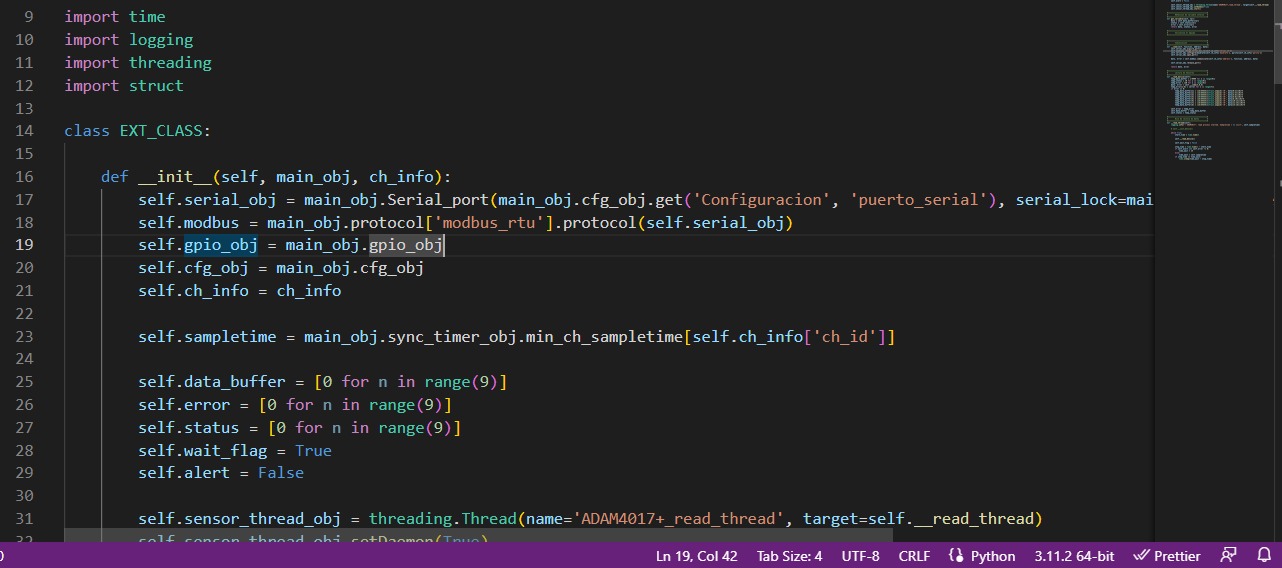 9 import time
10 import logging
11 import threading
12 import struct
13
14 class EXT_CLASS:
15
16 def __init__(self, main_obj, ch_info):
17 self.serial_obj = main_obj.Serial_port(main_obj.cfg_obj.get('Configuracion', 'puerto_serial'), serial_lock=mai
18 self.modbus = main_obj.protocol['modbus_rtu'].protocol(self.serial_obj)
19 self.gpio_obj = main_obj.gpio_obj
20 self.cfg_obj = main_obj.cfg_obj
21 self.ch_info = ch_info
22
23 self.sampletime = main_obj.sync_timer_obj.min_ch_sampletime[self.ch_info['ch_id']]
24
25 self.data_buffer = [0 for n in range(9)]
26 self.error = [0 for n in range(9)]
27 self.status = [0 for n in range(9)]
28 self.wait_flag = True
29 self.alert = False
30
31 self.sensor_thread_obj = threading.Thread(name='ADAM4017+_read_thread', target=self.__read_thread)
32 self.sensor_thread_obj.setDaemon(True)
Ln 19, Col 42 Tab Size: 4 UTF-8 CRLF Python 3.11.2 64-bit Prettier